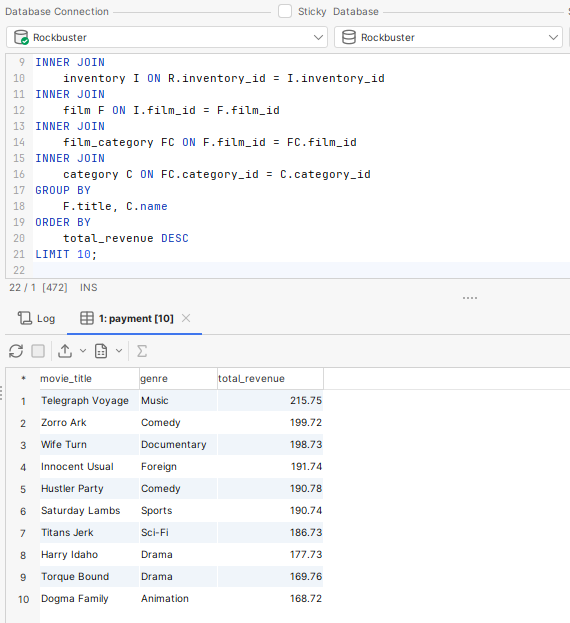 Database Connection Sticky Database S
Rockbuster Rockbuster
9 INNER JOIN
10 inventory I ON R.inventory_id = I.inventory_id
11 INNER JOIN
12 film F ON I.film_id = F.film_id
13 INNER JOIN
14 film_category FC ON F.film_id = FC.film_id
15 INNER JOIN
16 category C ON FC.category_id = C.category_id
17 GROUP BY
18 F.title, C.name
19 ORDER BY
20 total_revenue DESC
21 LIMIT 10;
22
22 / 1 [472] INS
Log 1: payment [10]
* movie_title genre total_revenue
1 Telegraph Voyage Music 215.75
2 Zorro Ark Comedy 199.72
3 Wife Turn Documentary 198.73
4 Innocent Usual Foreign 191.74
5 Hustler Party Comedy 190.78
6 Saturday Lambs Sports 190.74
7 Titans Jerk Sci-Fi 186.73
8 Harry Idaho Drama 177.73
9 Torque Bound Drama 169.76
10 Dogma Family Animation 168.72